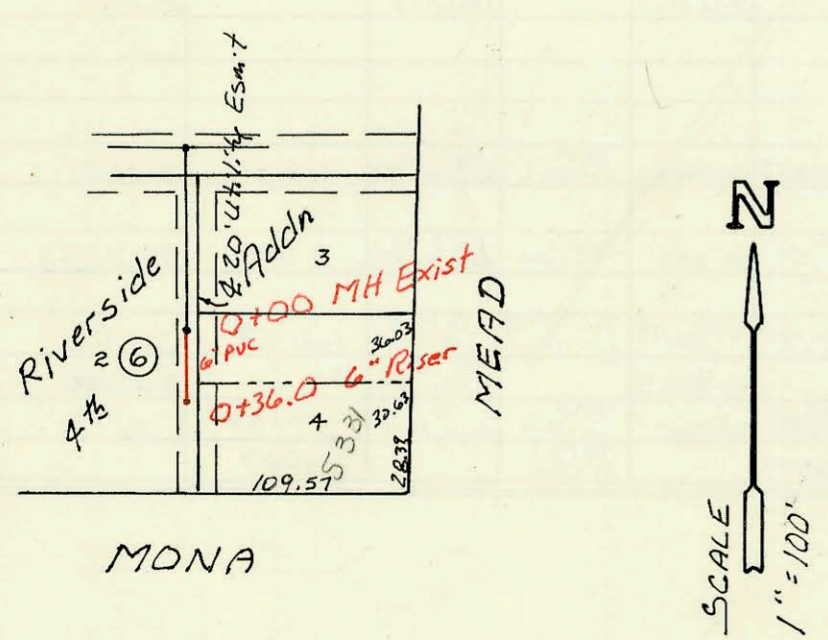 20' Utility Esm't
Riverside
4th
Addn
3
0+00 MH Exist
6" PVC
36.03
2
6
0+36.0 6" Riser
4
5331
30.63
28.39
109.57
MEAD
MONA
N
SCALE
1" = 100'